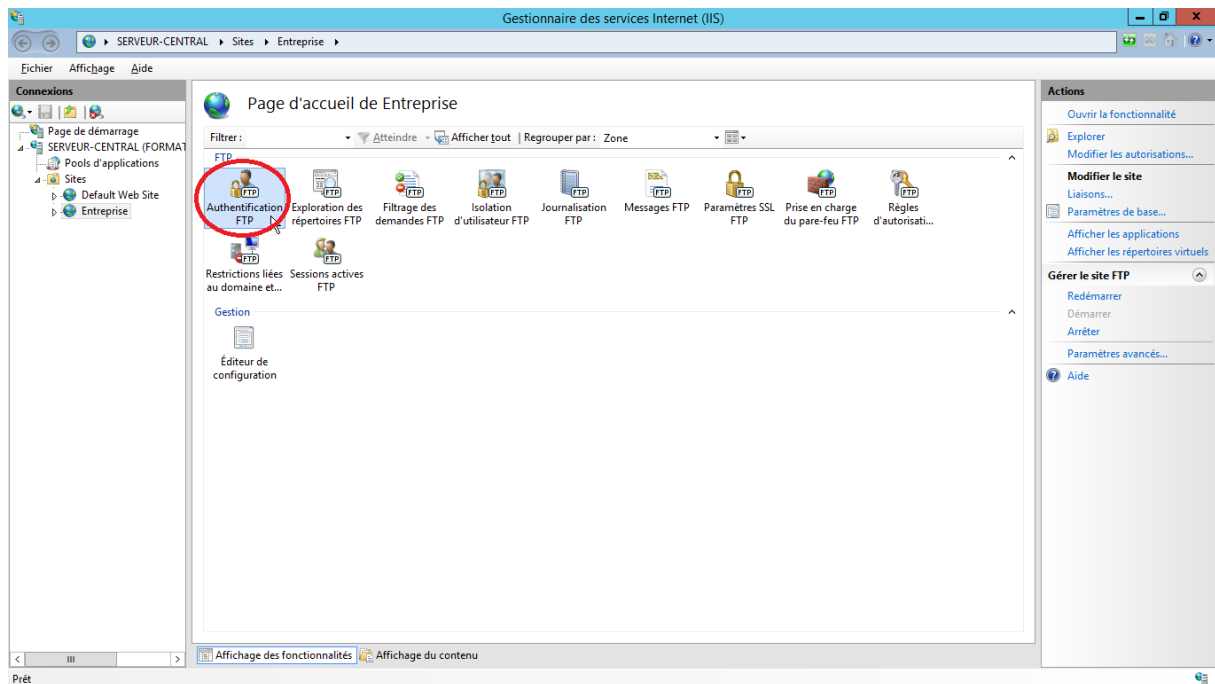 Gestionnaire des services Internet (IIS)
SERVEUR-CENTRAL
Sites
Entreprise
Fichier Affichage Aide
Connexions
Page de démarrage
SERVEUR-CENTRAL (FORMAT
Pools d'applications
Sites
Default Web Site
Entreprise
Page d'accueil de Entreprise
Filtrer : Atteindre Afficher tout Regrouper par : Zone
FTP
Authentification FTP
Exploration des répertoires FTP
Filtrage des demandes FTP
Isolation d'utilisateur FTP
Journalisation FTP
Messages FTP
Paramètres SSL FTP
Prise en charge du pare-feu FTP
Règles d'autorisati...
Restrictions liées au domaine et...
Sessions actives FTP
Gestion
Éditeur de configuration
Affichage des fonctionnalités Affichage du contenu
Actions
Ouvrir la fonctionnalité
Explorer
Modifier les autorisations...
Modifier le site
Liaisons...
Paramètres de base...
Afficher les applications
Afficher les répertoires virtuels
Gérer le site FTP
Redémarrer
Démarrer
Arrêter
Paramètres avancés...
Aide
Prêt